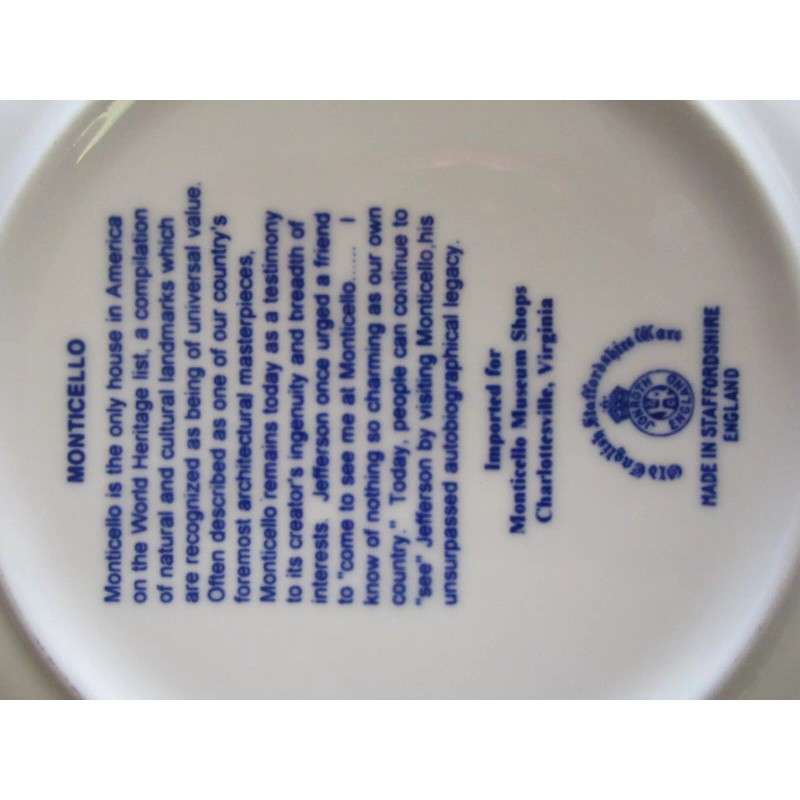 MONTICELLO
Monticello is the only house in America
on the World Heritage list, a compilation
of natural and cultural landmarks which
are recognized as being of universal value.
Often described as one of our country's
foremost architectural masterpieces,
Monticello remains today as a testimony
to its creator's ingenuity and breadth of
interests. Jefferson once urged a friend
to "come to see me at Monticello...... I
know of nothing so charming as our own
country." Today, people can continue to
"see" Jefferson by visiting Monticello,his
unsurpassed autobiographical legacy.
Imported for
Monticello Museum Shops
Charlottesville, Virginia
Old English Staffordshire Ware
JONROTH
ENGLAND
MADE IN STAFFORDSHIRE
ENGLAND